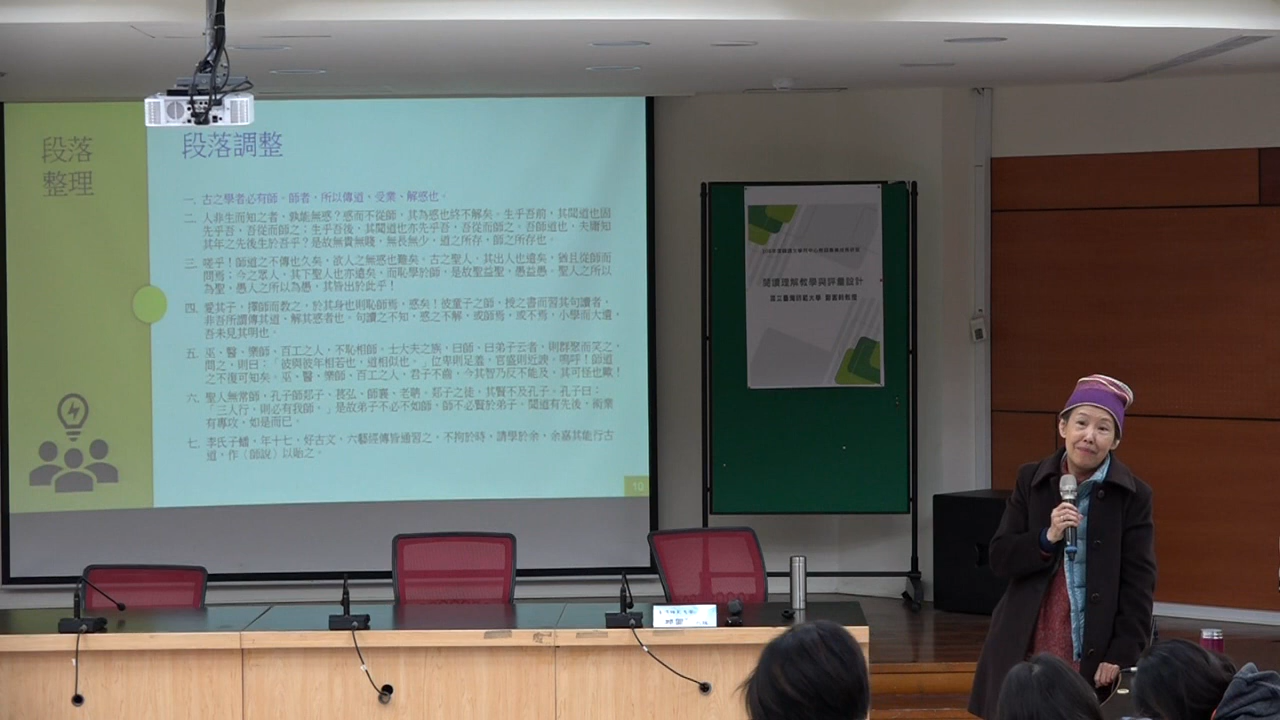 段落
整理
段落調整
一. 古之學者必有師。師者，所以傳道、受業、解惑也。
二. 人非生而知之者，孰能無惑？惑而不從師，其為惑也終不解矣。生乎吾前，其聞道也固
先乎吾，吾從而師之；生乎吾後，其聞道也亦先乎吾，吾從而師之。吾師道也，夫庸知
其年之先後生於吾乎？是故無貴無賤，無長無少，道之所存，師之所存也。
三. 嗟乎！師道之不傳也久矣，欲人之無惑也難矣。古之聖人，其出人也遠矣，猶且從師而
問焉；今之眾人，其下聖人也亦遠矣，而恥學於師。是故聖益聖，愚益愚。聖人之所以
為聖，愚人之所以為愚，其皆出於此乎！
四. 愛其子，擇師而教之，於其身也則恥師焉，惑矣！彼童子之師，授之書而習其句讀者，
非吾所謂傳其道、解其惑者也。句讀之不知，惑之不解，或師焉，或不焉，小學而大遺，
吾未見其明也。
五. 巫、醫、樂師、百工之人，不恥相師。士大夫之族，曰師、曰弟子云者，則群聚而笑之。
問之，則曰：「彼與彼年相若也，道相似也。」位卑則足羞，官盛則近諛。嗚呼！師道
之不復可知矣。巫、醫、樂師、百工之人，君子不齒，今其智乃反不能及，其可怪也歟！
六. 聖人無常師，孔子師郯子、萇弘、師襄、老聃。郯子之徒，其賢不及孔子。孔子曰：
「三人行，則必有我師。」是故弟子不必不如師，師不必賢於弟子。聞道有先後，術業
有專攻，如是而已。
七. 李氏子蟠，年十七，好古文，六藝經傳皆通習之，不拘於時，請學於余，余嘉其能行古
道，作〈師說〉以貽之。
10
閱讀理解教學與評量設計
國立臺灣師範大學 鄭圓鈴教授